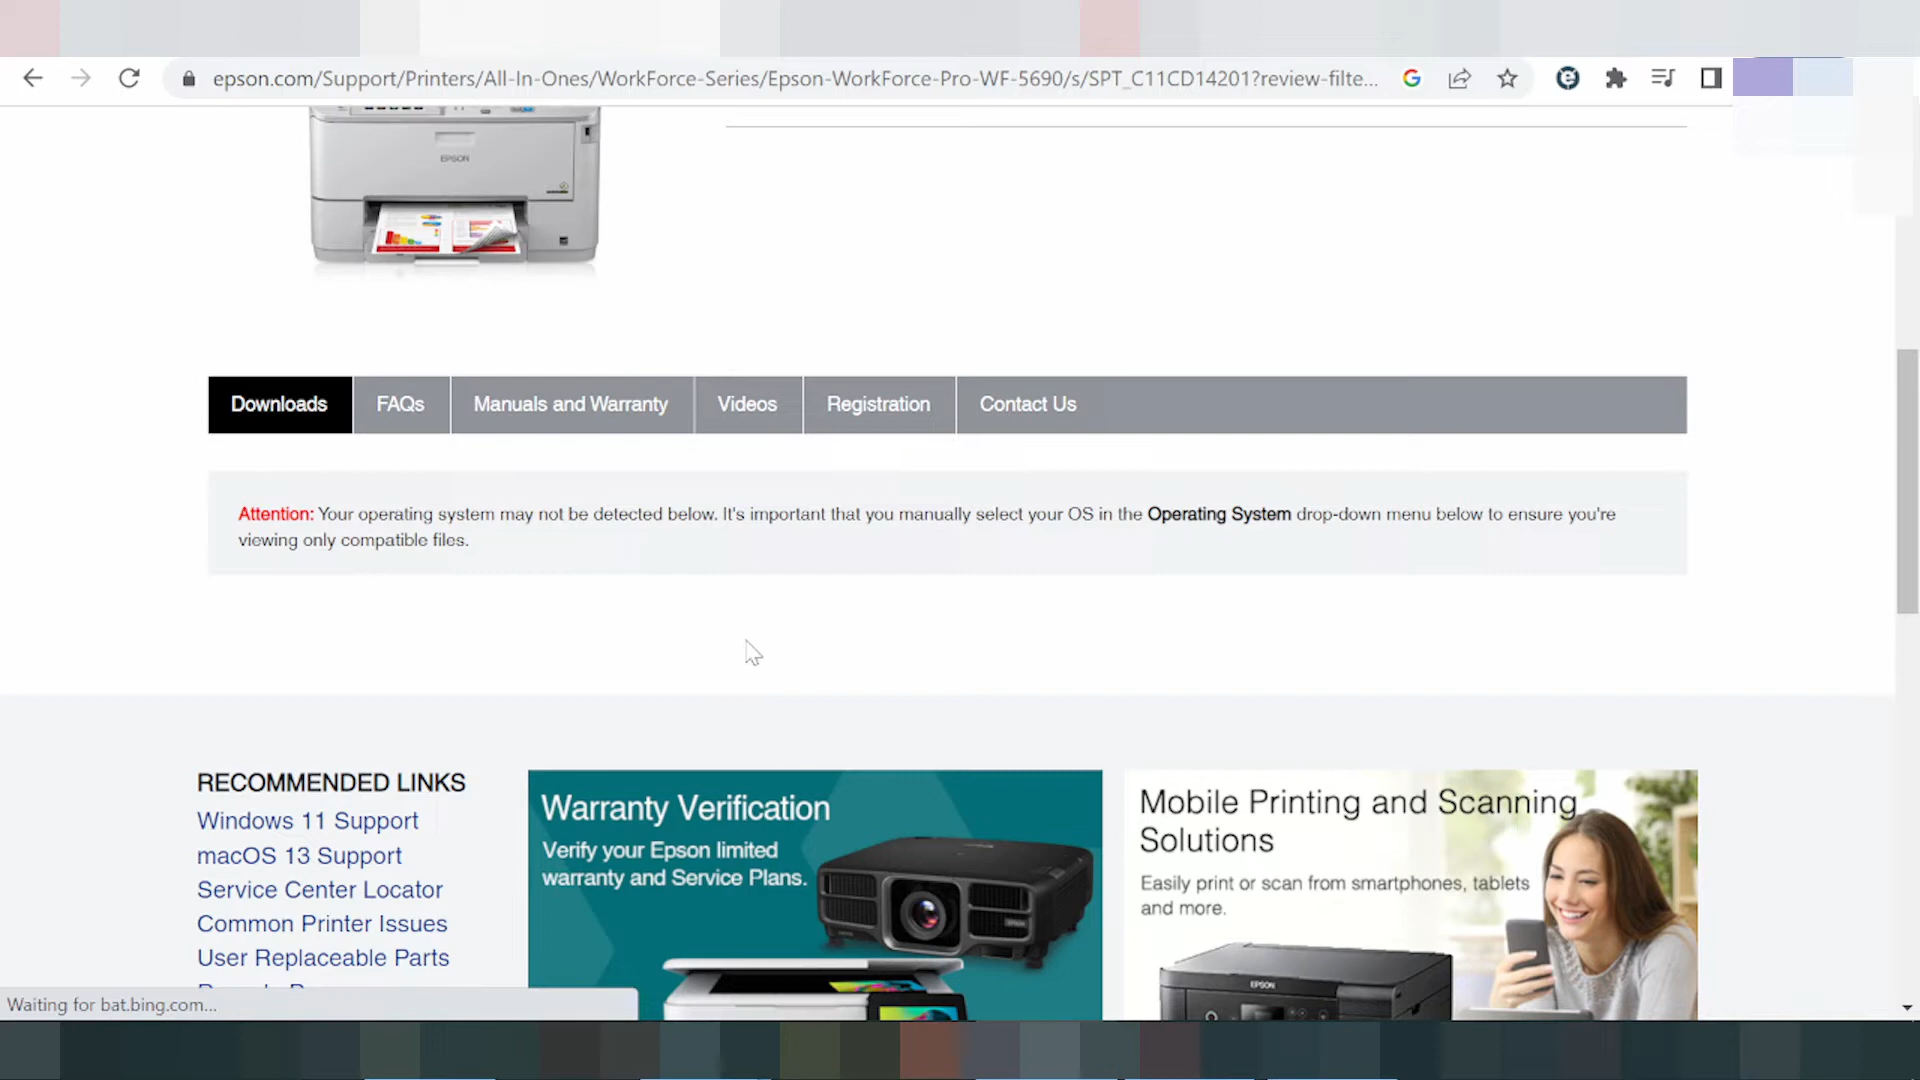 epson.com/Support/Printers/All-In-Ones/WorkForce-Series/Epson-WorkForce-Pro-WF-5690/s/SPT_C11CD14201?review-filte...
EPSON
Downloads FAQs Manuals and Warranty Videos Registration Contact Us
Attention: Your operating system may not be detected below. It's important that you manually select your OS in the Operating System drop-down menu below to ensure you're
viewing only compatible files.
RECOMMENDED LINKS
Windows 11 Support
macOS 13 Support
Service Center Locator
Common Printer Issues
User Replaceable Parts
Warranty Verification
Verify your Epson limited
warranty and Service Plans.
Mobile Printing and Scanning
Solutions
Easily print or scan from smartphones, tablets
and more.
EPSON
Waiting for bat.bing.com...